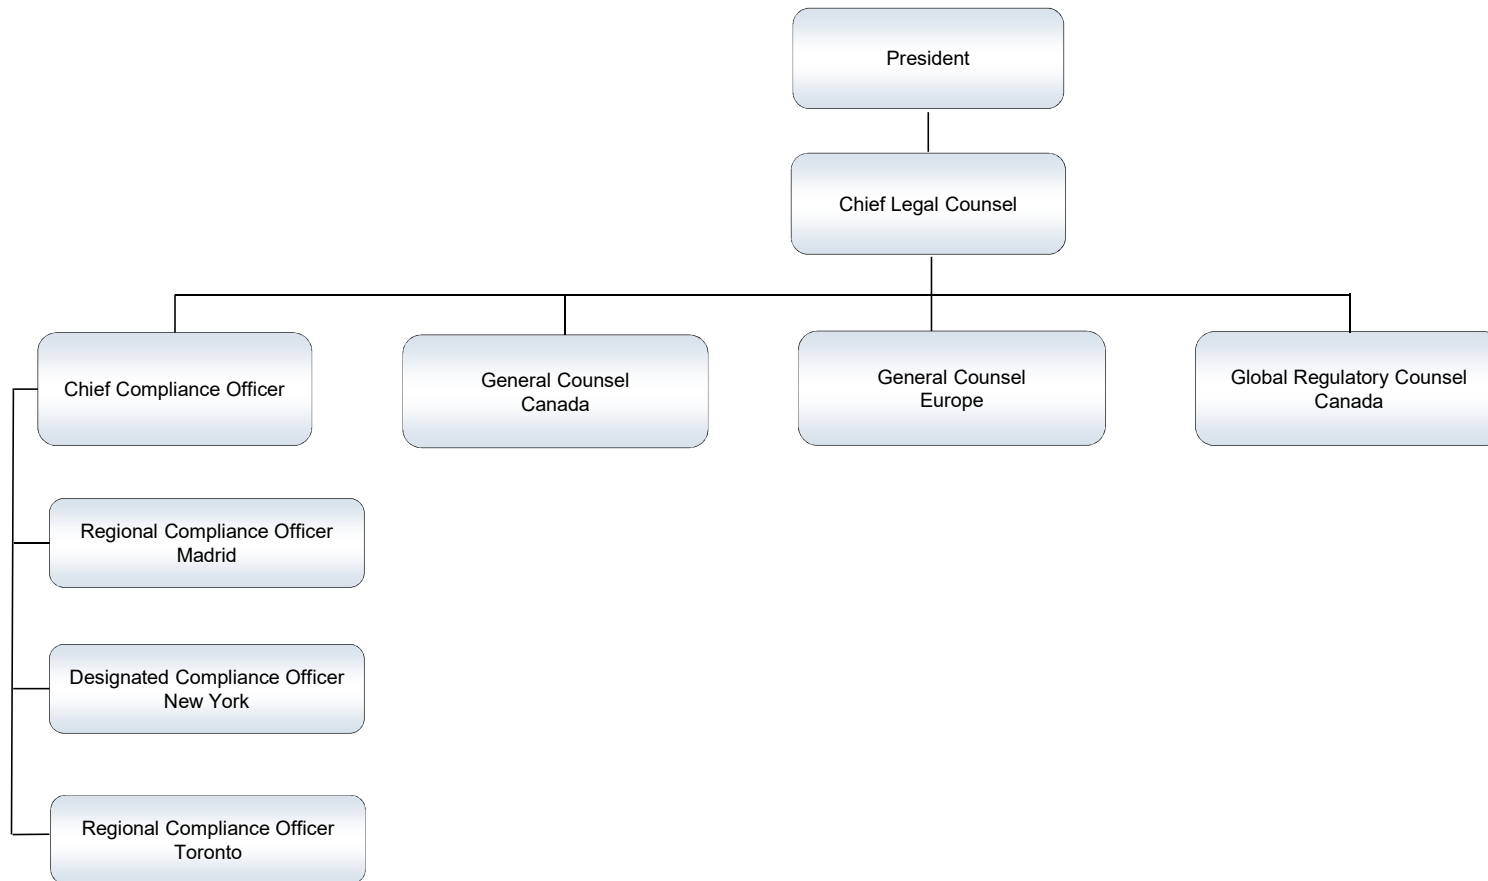 President
Chief Legal Counsel
Chief Compliance Officer
General Counsel
Canada
General Counsel
Europe
Global Regulatory Counsel
Canada
Regional Compliance Officer
Madrid
Designated Compliance Officer
New York
Regional Compliance Officer
Toronto